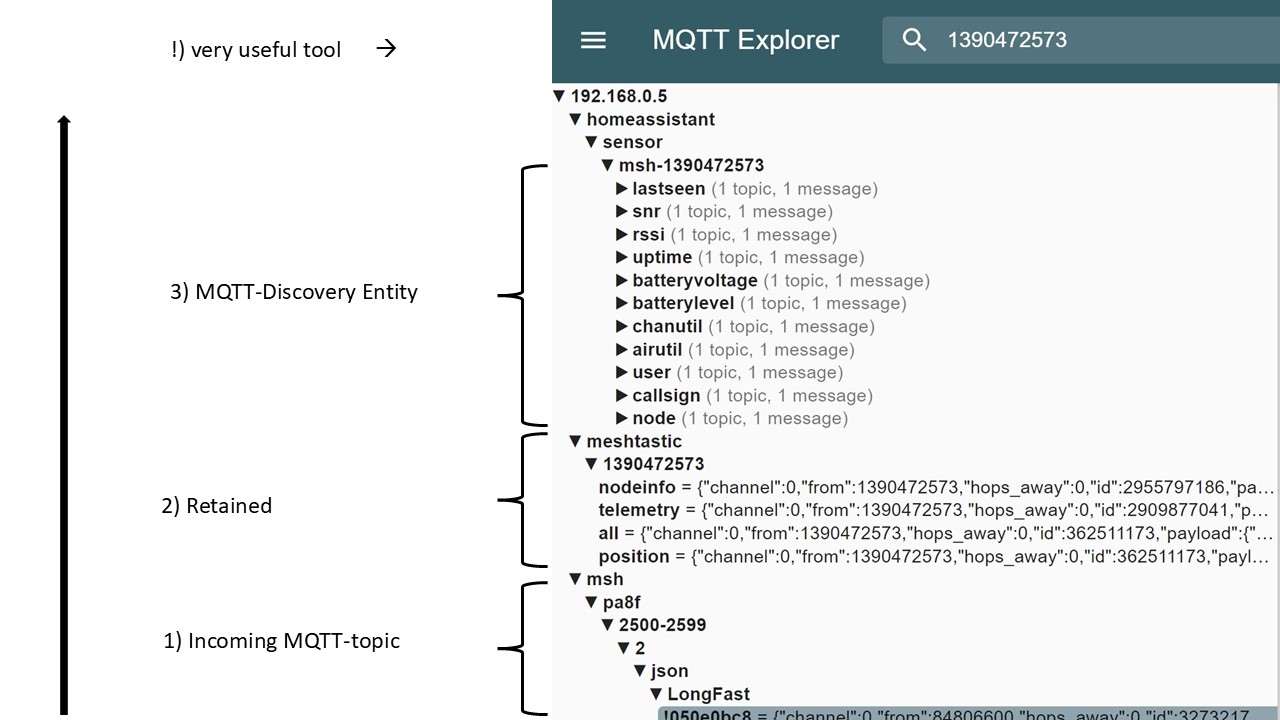 !) very useful tool →
MQTT Explorer
1390472573
▼ 192.168.0.5
▼ homeassistant
▼ sensor
▼ msh-1390472573
▶ lastseen (1 topic, 1 message)
▶ snr (1 topic, 1 message)
▶ rssi (1 topic, 1 message)
▶ uptime (1 topic, 1 message)
▶ batteryvoltage (1 topic, 1 message)
▶ batterylevel (1 topic, 1 message)
▶ chanutil (1 topic, 1 message)
▶ airutil (1 topic, 1 message)
▶ user (1 topic, 1 message)
▶ callsign (1 topic, 1 message)
▶ node (1 topic, 1 message)
3) MQTT-Discovery Entity
▼ meshtastic
▼ 1390472573
nodeinfo = {"channel":0,"from":1390472573,"hops_away":0,"id":2955797186,"pa...
telemetry = {"channel":0,"from":1390472573,"hops_away":0,"id":2909877041,"p...
all = {"channel":0,"from":1390472573,"hops_away":0,"id":362511173,"payload":{"...
position = {"channel":0,"from":1390472573,"hops_away":0,"id":362511173,"payl...
2) Retained
▼ msh
▼ pa8f
▼ 2500-2599
▼ 2
▼ json
▼ LongFast
!050e0bc8 = {"channel":0,"from":84806600,"hops_away":0,"id":3273217
1) Incoming MQTT-topic